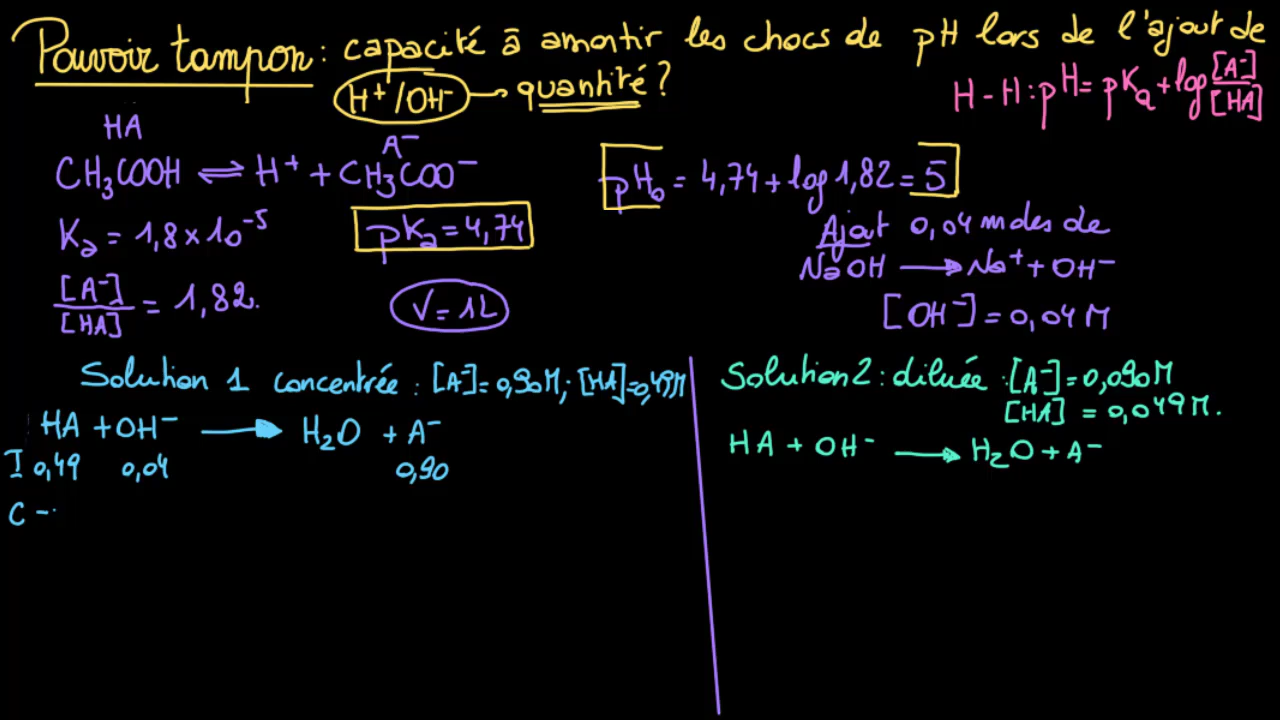 Pouvoir tampon : capacité à amortir les chocs de pH lors de l'ajout de
H+/OH- → quantité ?
H-H : pH = pKa + log [A-]/[HA]
HA
A-
CH3COOH ⇌ H+ + CH3COO-
Ka = 1,8 x 10-5
pKa = 4,74
[A-]/[HA] = 1,82.
V = 1L
pH0 = 4,74 + log 1,82 = 5
Ajout 0,04 moles de
NaOH → Na+ + OH-
[OH-] = 0,04 M
Solution 1 concentrée : [A-] = 0,90M ; [HA] = 0,49M
HA + OH- → H2O + A-
I 0,49 0,04 0,90
C -
Solution 2 : diluée : [A-] = 0,090M
[HA] = 0,049M.
HA + OH- → H2O + A-